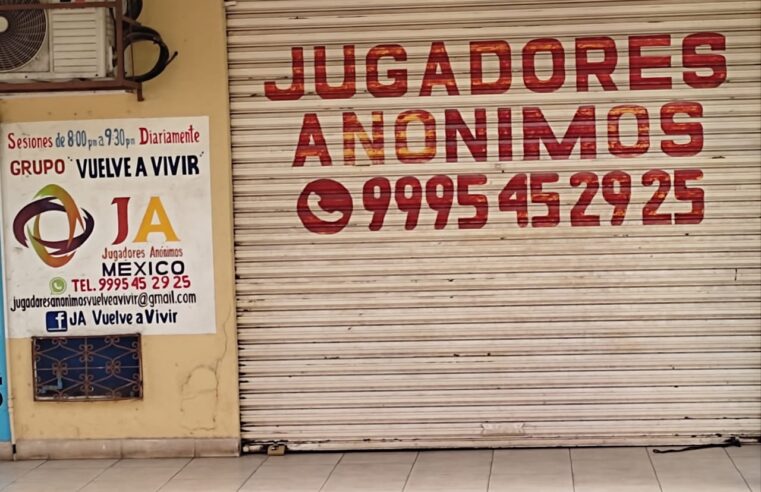 Sesiones de 8:00 pm a 9:30 pm Diariamente
GRUPO "VUELVE A VIVIR"
JA
Jugadores Anónimos
MEXICO
TEL. 9995 45 29 25
jugadoresanonimosvuelveavivir@gmail.com
f JA Vuelve a Vivir
JUGADORES
ANONIMOS
9995 45 29 25